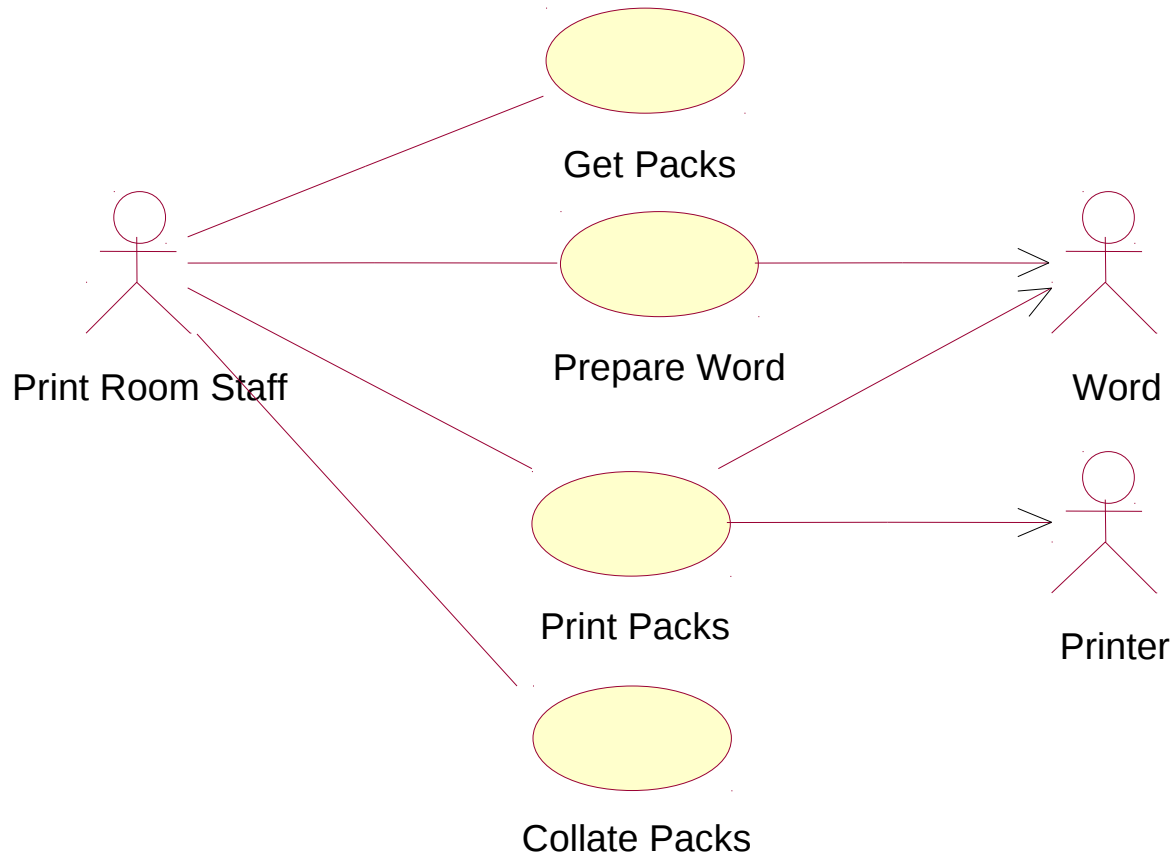 Get Packs
Prepare Word
Print Room Staff
Word
Print Packs
Printer
Collate Packs